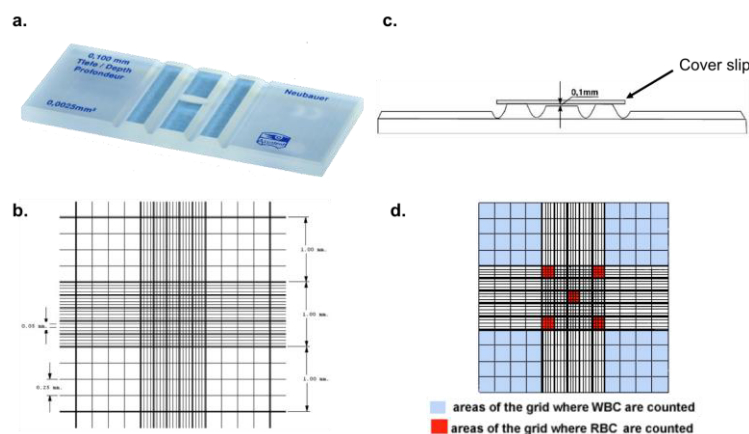 a.
0,100 mm
Tiefe / Depth
Profondeur
0,0025mm²
Neubauer
c.
Cover slip
0,1mm
b.
1.00 mm.
1.00 mm.
0.20 mm.
1.00 mm.
d.
areas of the grid where WBC are counted
areas of the grid where RBC are counted